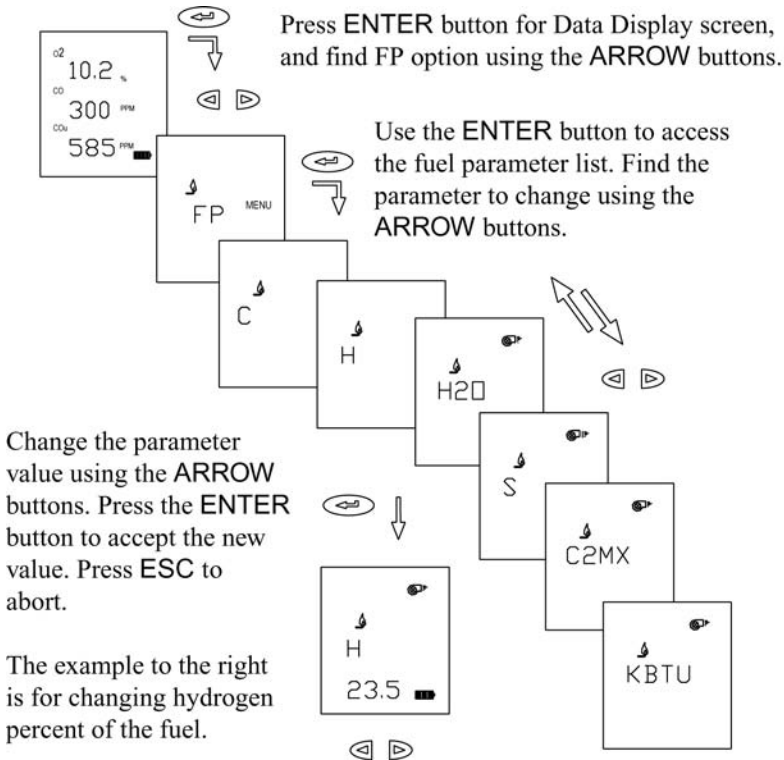 Press ENTER button for Data Display screen,
and find FP option using the ARROW buttons.
O2
10.2 %
CO
300 PPM
COu
585 PPM
Use the ENTER button to access
the fuel parameter list. Find the
parameter to change using the
ARROW buttons.
FP MENU
C
H
H2O
S
C2MX
KBTU
Change the parameter
value using the ARROW
buttons. Press the ENTER
button to accept the new
value. Press ESC to
abort.
H
23.5
The example to the right
is for changing hydrogen
percent of the fuel.